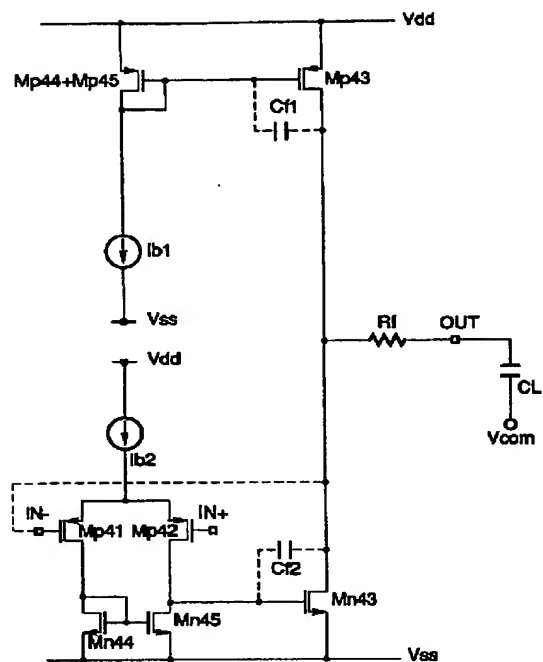 Vdd
Mp44+Mp45
Mp43
Cf1
Ib1
Vss
Rf
OUT
Vdd
CL
Vcom
Ib2
IN-
IN+
Mp41
Mp42
Cf2
Mn43
Mn45
Mn44
Vss